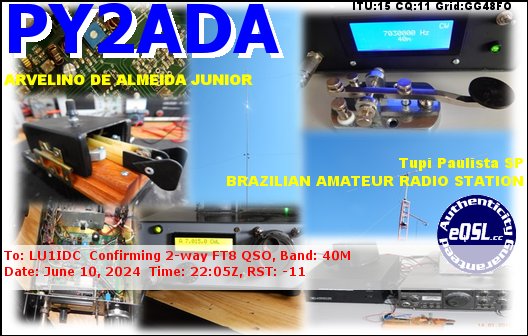 ITU:15 CQ:11 Grid:GG48FO
PY2ADA
ARVELINO DE ALMEIDA JUNIOR
7030000 Hz
CW
40m
Tupi Paulista SP
BRAZILIAN AMATEUR RADIO STATION
Authenticity
eQSL.cc
Guaranteed
To: LU1IDC Confirming 2-way FT8 QSO, Band: 40M
Date: June 10, 2024 Time: 22:05Z, RST: -11